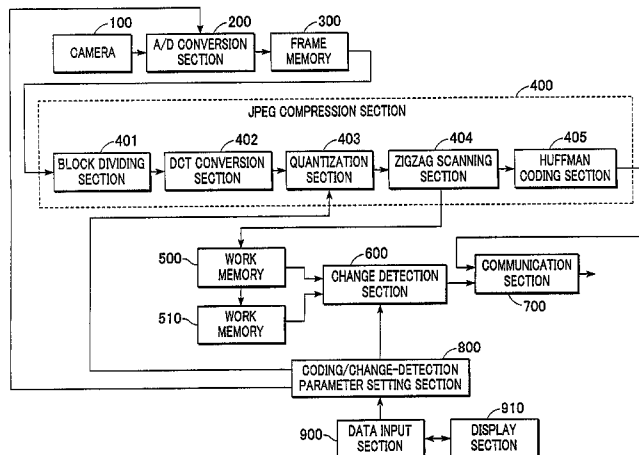 100
200
300
CAMERA
A/D CONVERSION
SECTION
FRAME
MEMORY
400
JPEG COMPRESSION SECTION
401
402
403
404
405
BLOCK DIVIDING
SECTION
DCT CONVERSION
SECTION
QUANTIZATION
SECTION
ZIGZAG SCANNING
SECTION
HUFFMAN
CODING SECTION
500
WORK
MEMORY
600
CHANGE DETECTION
SECTION
COMMUNICATION
SECTION
700
510
WORK
MEMORY
800
CODING/CHANGE-DETECTION
PARAMETER SETTING SECTION
900
DATA INPUT
SECTION
910
DISPLAY
SECTION